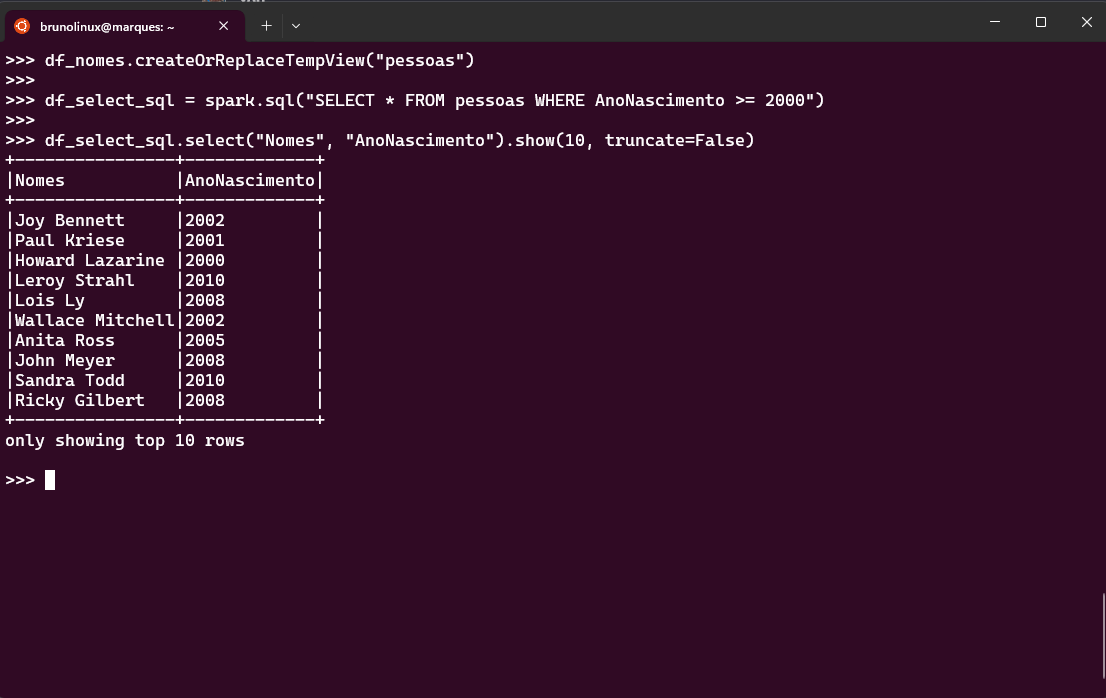 brunolinux@marques: ~
>>> df_nomes.createOrReplaceTempView("pessoas")
>>>
>>> df_select_sql = spark.sql("SELECT * FROM pessoas WHERE AnoNascimento >= 2000")
>>>
>>> df_select_sql.select("Nomes", "AnoNascimento").show(10, truncate=False)
+----------------+-------------+
|Nomes           |AnoNascimento|
+----------------+-------------+
|Joy Bennett     |2002         |
|Paul Kriese     |2001         |
|Howard Lazarine |2000         |
|Leroy Strahl    |2010         |
|Lois Ly         |2008         |
|Wallace Mitchell|2002         |
|Anita Ross      |2005         |
|John Meyer      |2008         |
|Sandra Todd     |2010         |
|Ricky Gilbert   |2008         |
+----------------+-------------+
only showing top 10 rows
>>>